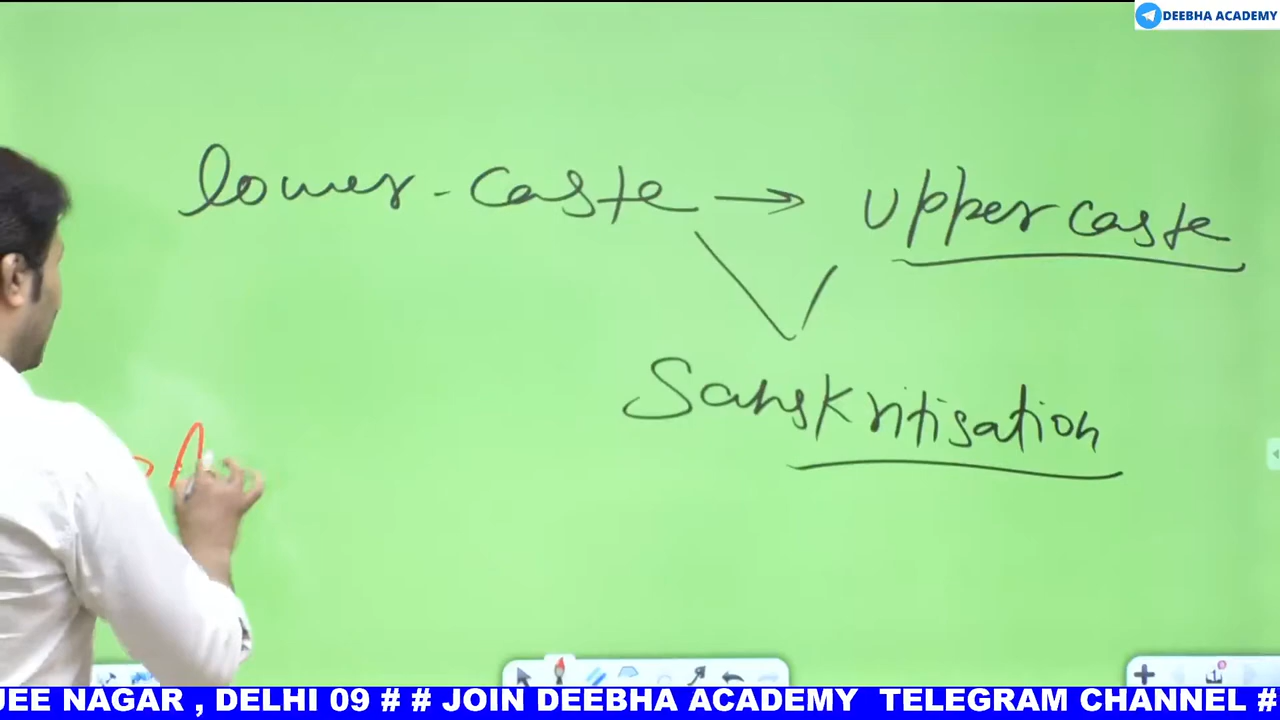 DEEBHA ACADEMY
lower-caste → upper caste
Sanskritisation
JEE NAGAR , DELHI 09 # # JOIN DEEBHA ACADEMY TELEGRAM CHANNEL #